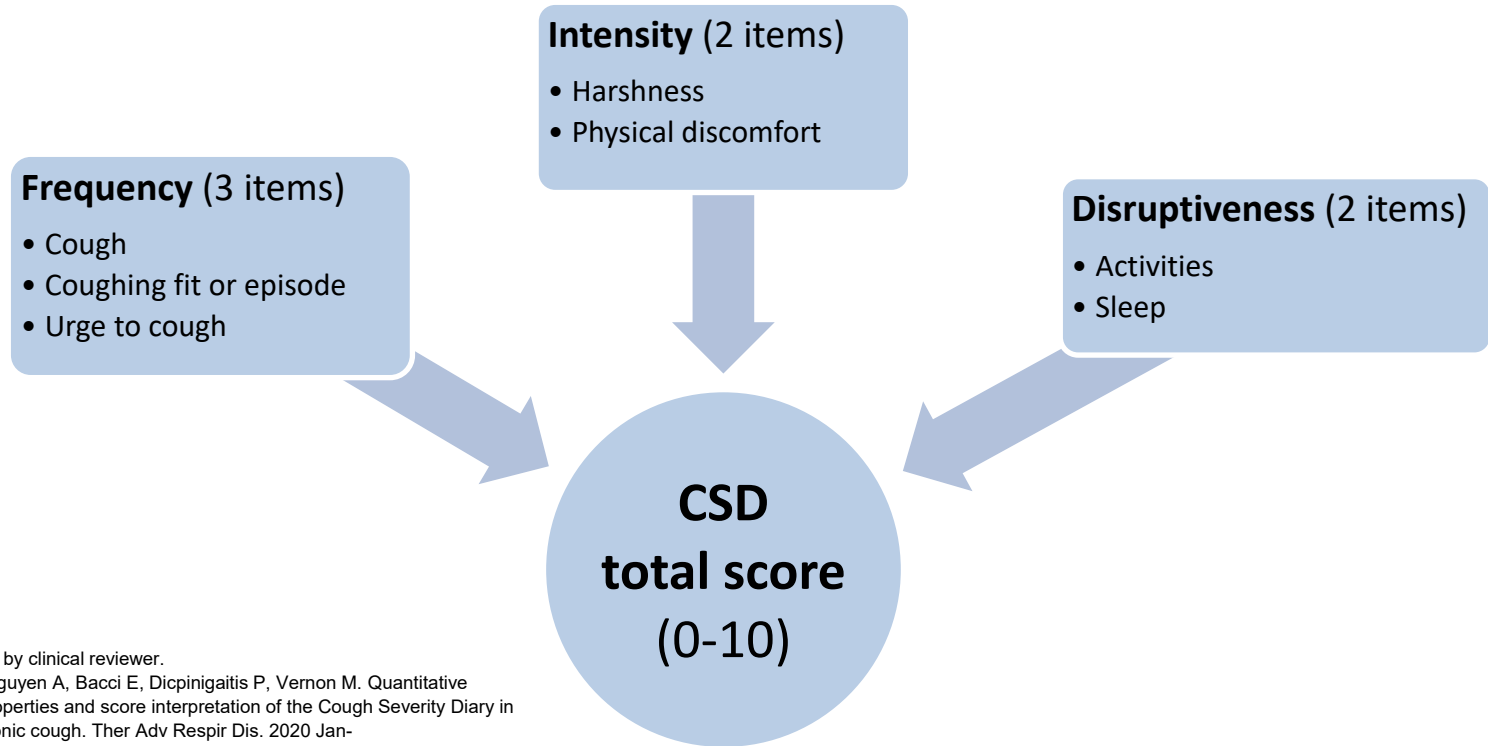 Intensity (2 items)
• Harshness
• Physical discomfort
Frequency (3 items)
• Cough
• Coughing fit or episode
• Urge to cough
Disruptiveness (2 items)
• Activities
• Sleep
CSD
total score
(0-10)
by clinical reviewer.
guyen A, Bacci E, Dicpinigaitis P, Vernon M. Quantitative
operties and score interpretation of the Cough Severity Diary in
onic cough. Ther Adv Respir Dis. 2020 Jan-